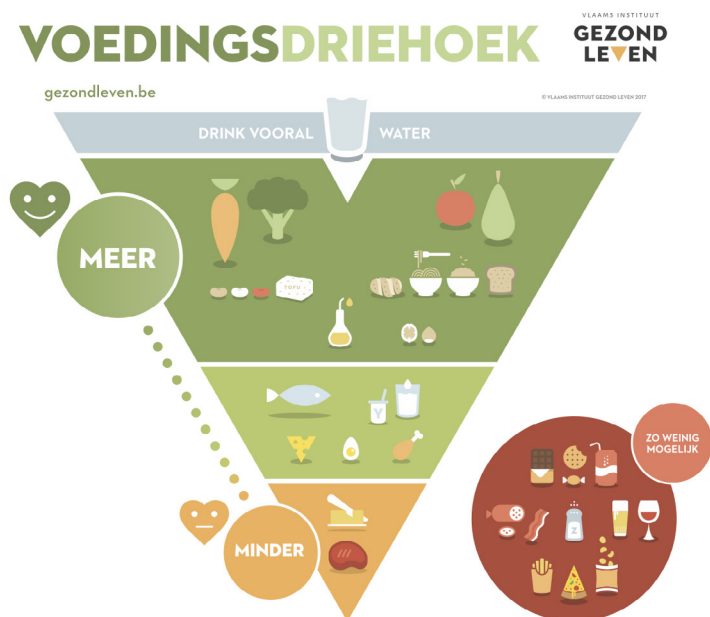 VOEDINGSDRIEHOEK
VLAAMS INSTITUUT
GEZOND
LEVEN
gezondleven.be
© VLAAMS INSTITUUT GEZOND LEVEN 2017
DRINK VOORAL WATER
MEER
TOFU
Y
ZO WEINIG
MOGELIJK
Z
MINDER